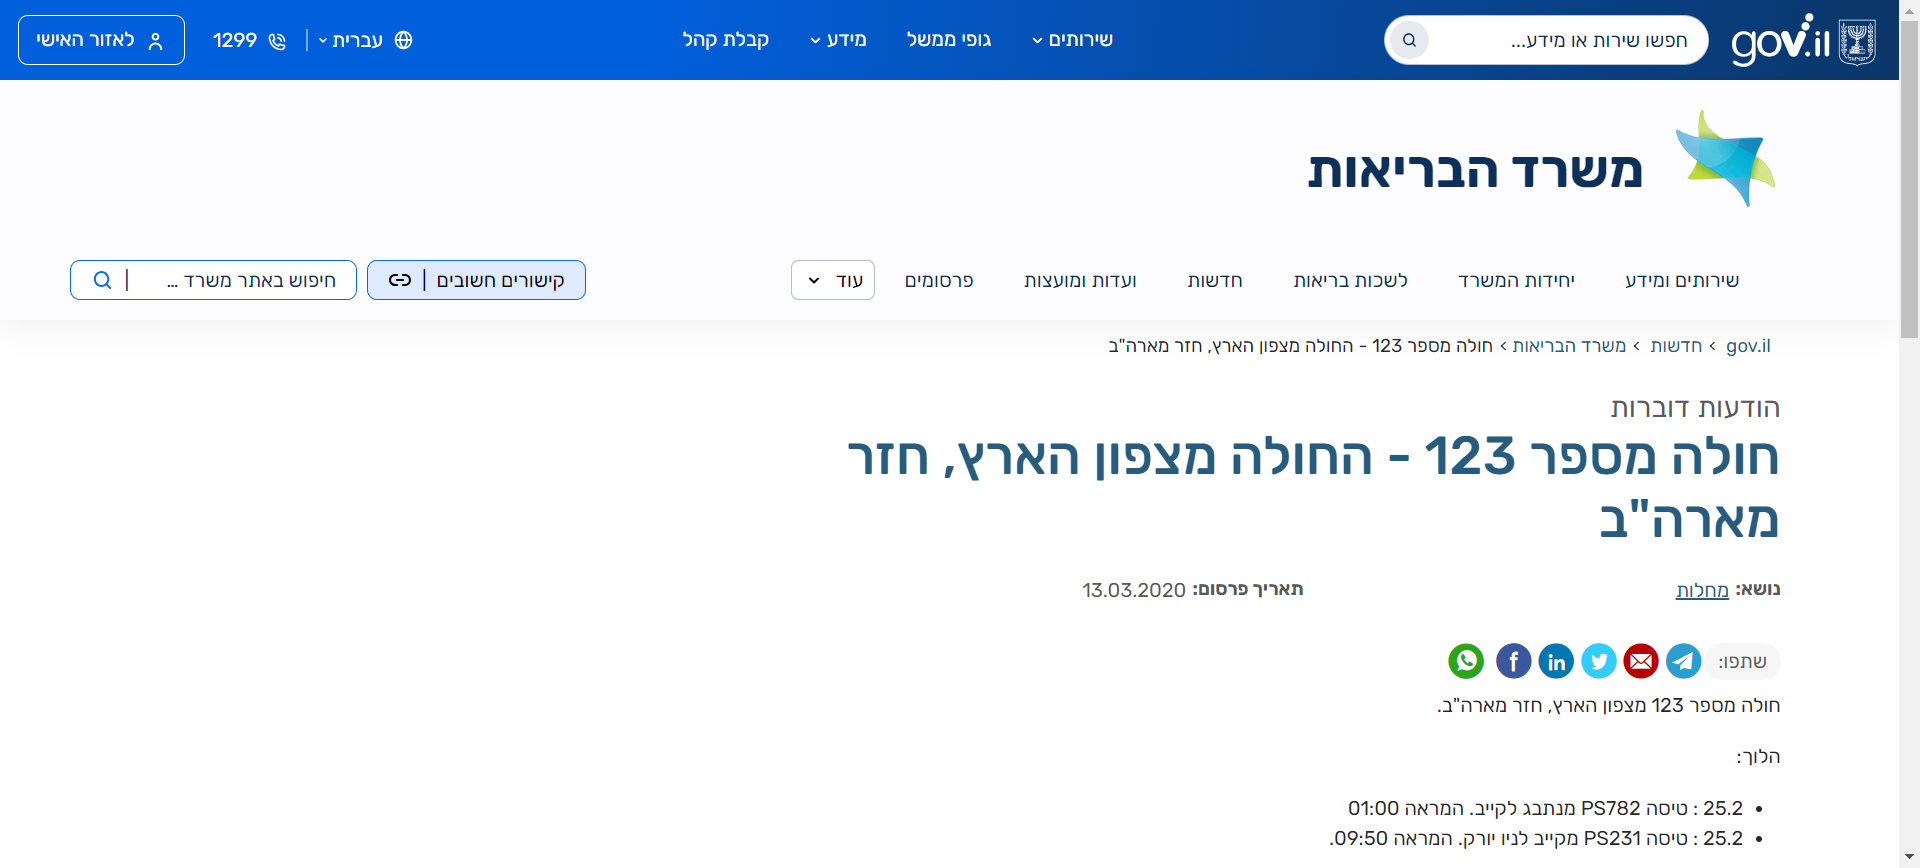 gov.il
חפשו שירות או מידע...
שירותים
גופי ממשל
מידע
קבלת קהל
עברית
1299
לאזור האישי
משרד הבריאות
שירותים ומידע
יחידות המשרד
לשכות בריאות
חדשות
ועדות ומועצות
פרסומים
עוד
קישורים חשובים
חיפוש באתר משרד ...
gov.il > חדשות > משרד הבריאות > חולה מספר 123 - החולה מצפון הארץ, חזר מארה"ב
הודעות דוברות
חולה מספר 123 - החולה מצפון הארץ, חזר
מארה"ב
נושא: מחלות
תאריך פרסום: 13.03.2020
שתפו:
חולה מספר 123 מצפון הארץ, חזר מארה"ב.
הלוך:
• 25.2 : טיסה PS782 מנתבג לקייב. המראה 01:00
• 25.2 : טיסה PS231 מקייב לניו יורק. המראה 09:50.